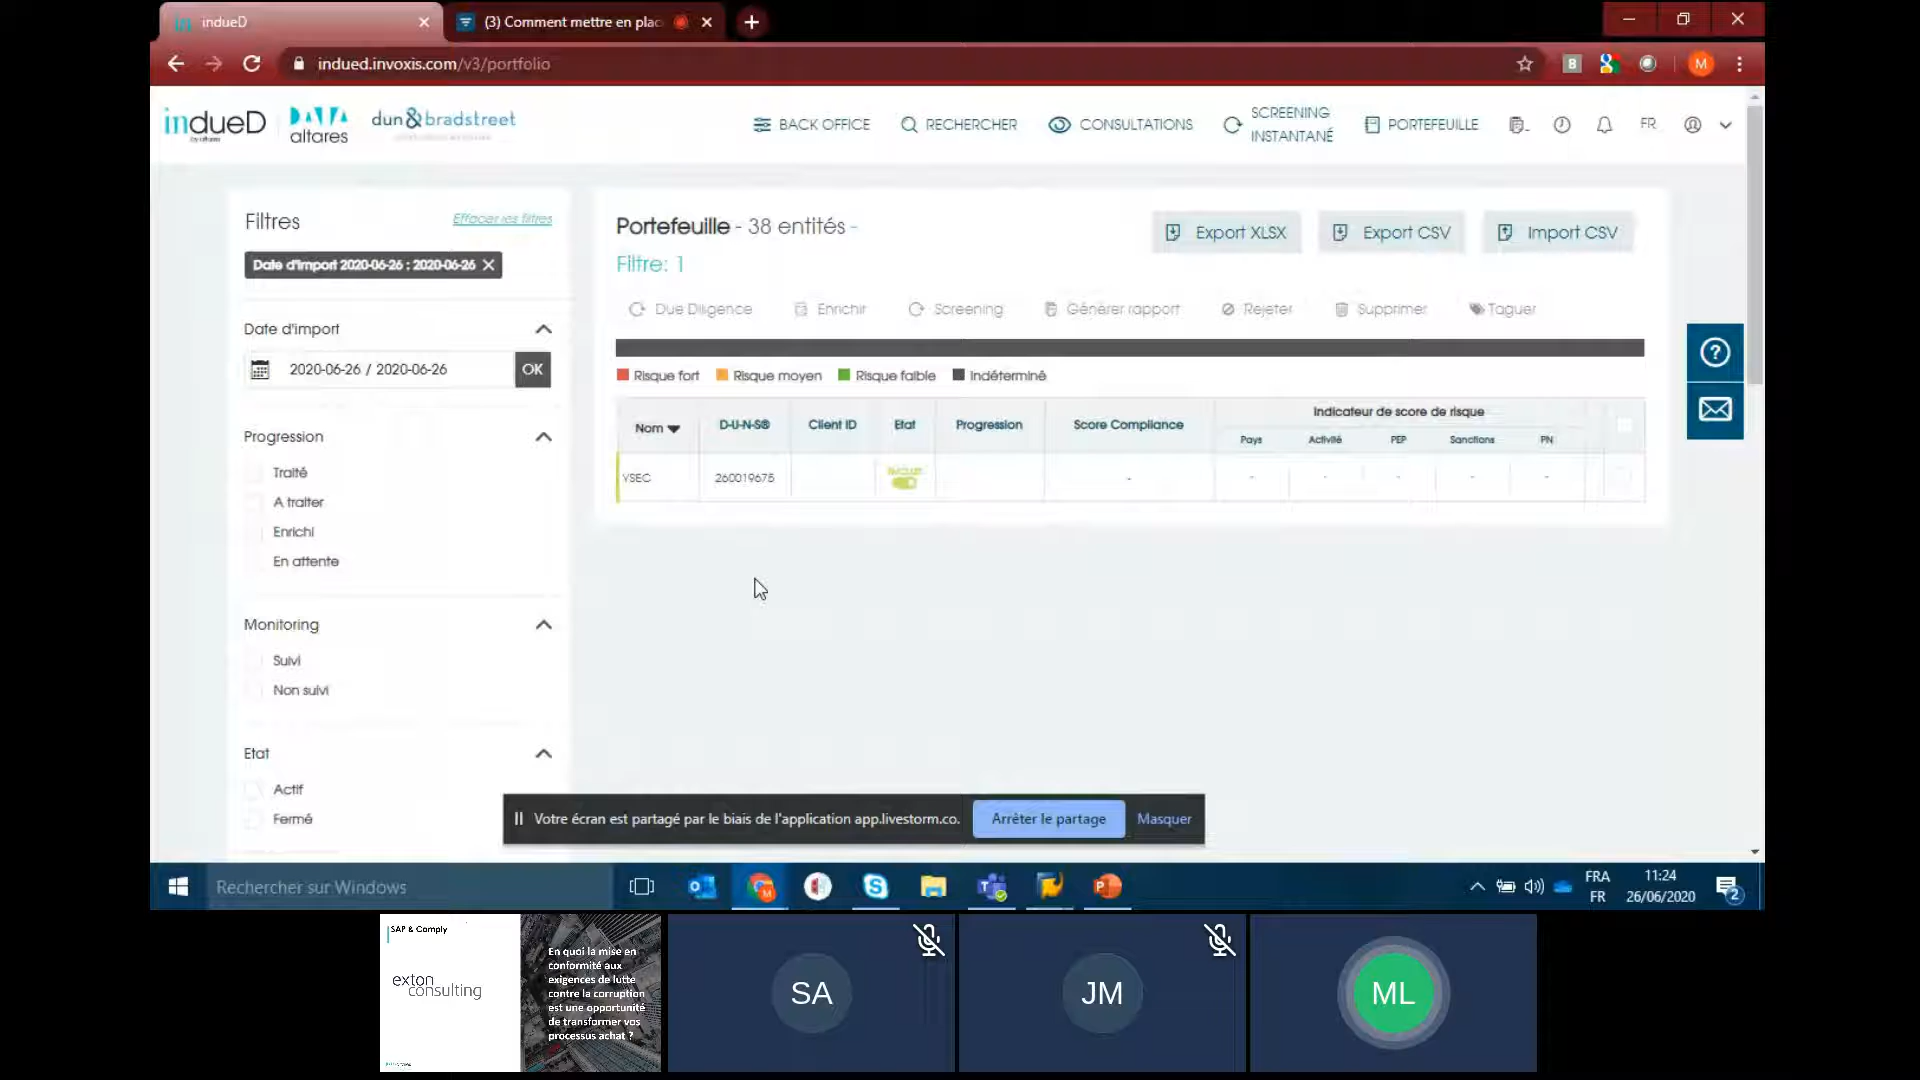 indueD
(3) Comment mettre en plac
indued.invoxis.com/v3/portfolio
B
M
indueD
by altares
DATA
altares
dun & bradstreet
BACK OFFICE
RECHERCHER
CONSULTATIONS
SCREENING
INSTANTANÉ
PORTEFEUILLE
FR
Filtres
Effacer les filtres
Date d'import 2020-06-26 : 2020-06-26
Date d'import
2020-06-26 / 2020-06-26
OK
Progression
Traité
A traiter
Enrichi
En attente
Monitoring
Suivi
Non suivi
Etat
Actif
Fermé
Portefeuille - 38 entités -
Filtre: 1
Export XLSX
Export CSV
Import CSV
Due Diligence
Enrichir
Screening
Générer rapport
Rejeter
Supprimer
Taguer
Risque fort
Risque moyen
Risque faible
Indéterminé
Nom
D-U-N-S®
Client ID
Etat
Progression
Score Compliance
Indicateur de score de risque
Pays
Activité
PEP
Sanctions
PN
YSEC
260019675
-
-
-
-
-
-
Votre écran est partagé par le biais de l'application app.livestorm.co.
Arrêter le partage
Masquer
Rechercher sur Windows
FRA
FR
11:24
26/06/2020
2
SAP & Comply
exton
consulting
En quoi la mise en
conformité aux
exigences de lutte
contre la corruption
est une opportunité
de transformer vos
processus achat ?
SA
JM
ML